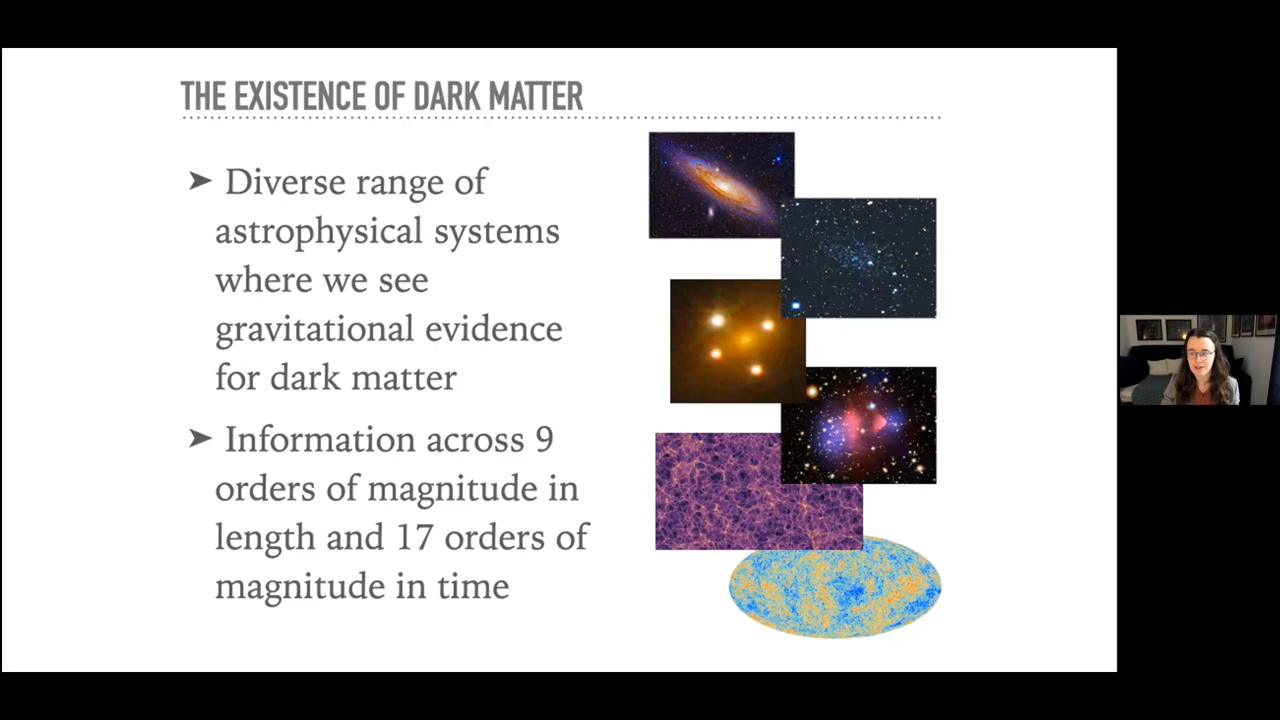 THE EXISTENCE OF DARK MATTER
➤ Diverse range of
astrophysical systems
where we see
gravitational evidence
for dark matter
➤ Information across 9
orders of magnitude in
length and 17 orders of
magnitude in time